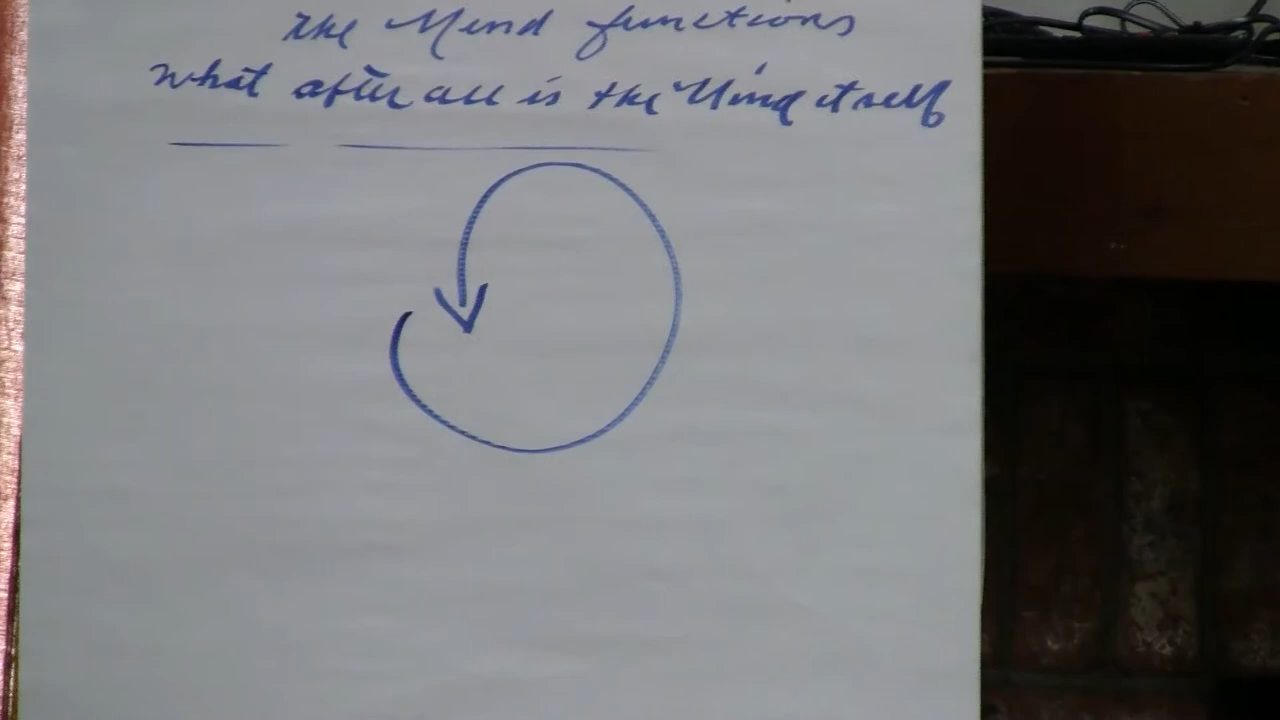 the Mind functions
What after all is the Mind itself